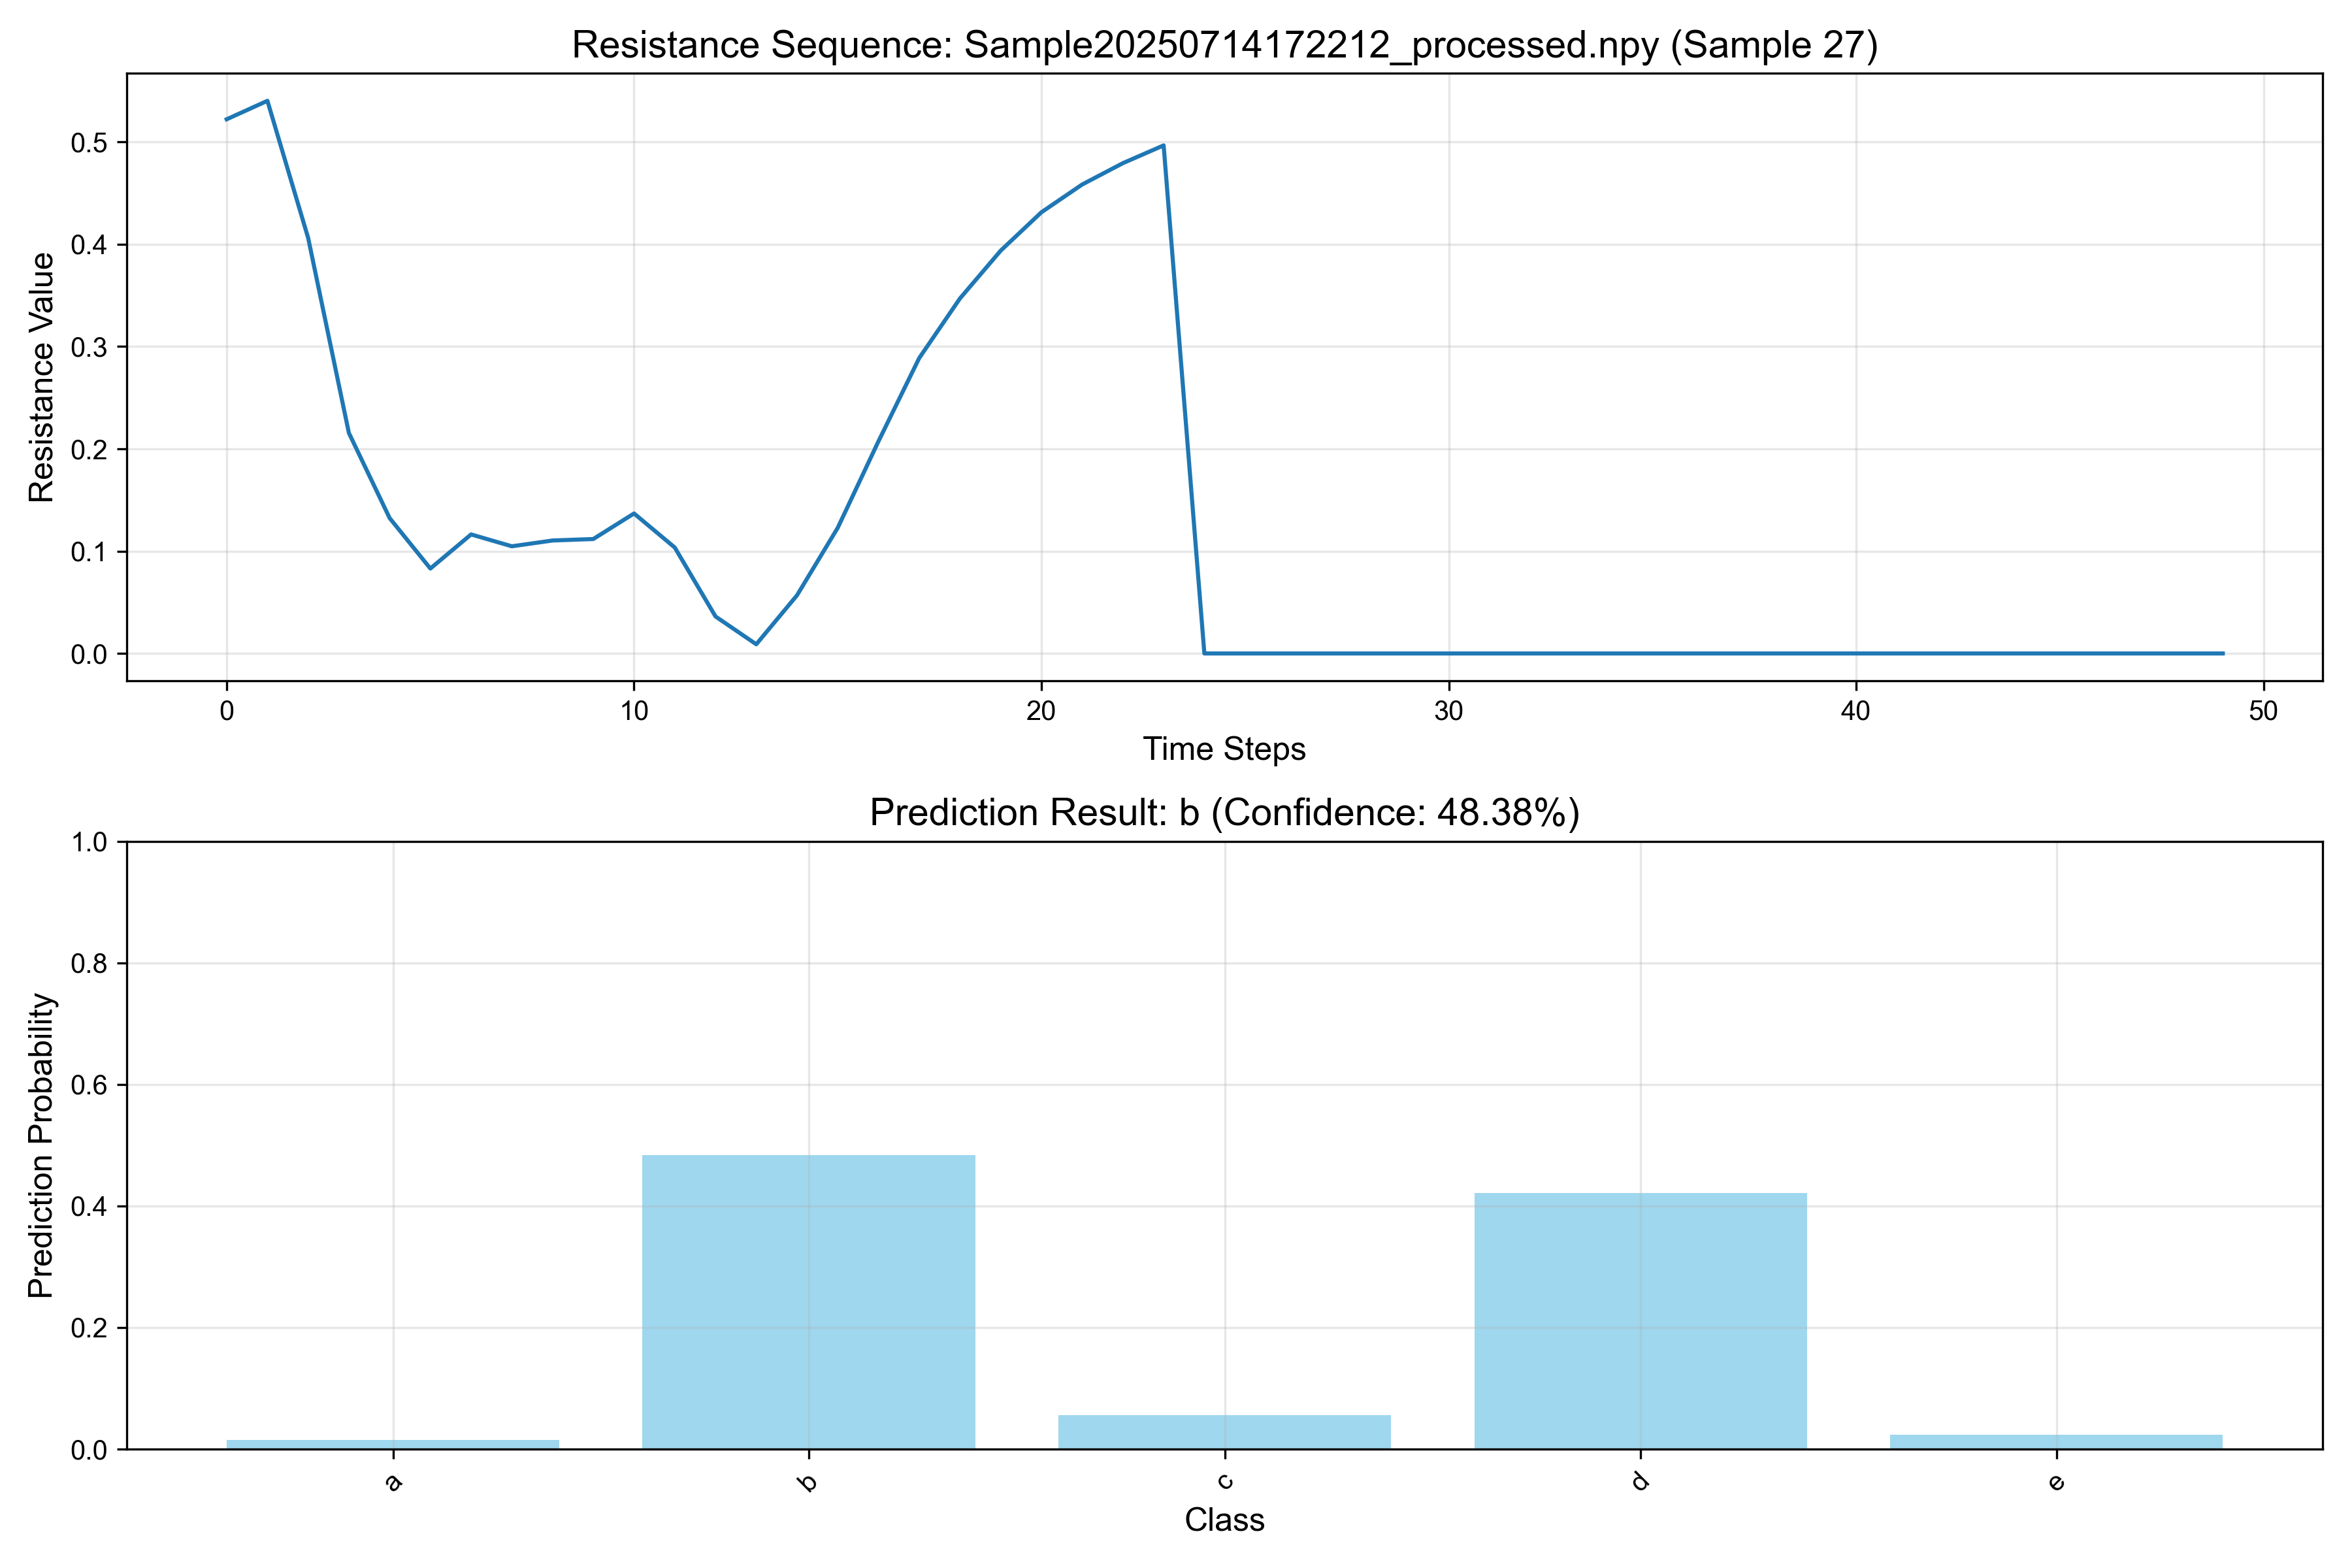 Resistance Sequence: Sample20250714172212_processed.npy (Sample 27)
Resistance Value
0.5
0.4
0.3
0.2
0.1
0.0
0 10 20 30 40 50
Time Steps
Prediction Result: b (Confidence: 48.38%)
Prediction Probability
1.0
0.8
0.6
0.4
0.2
0.0
a b c d e
Class